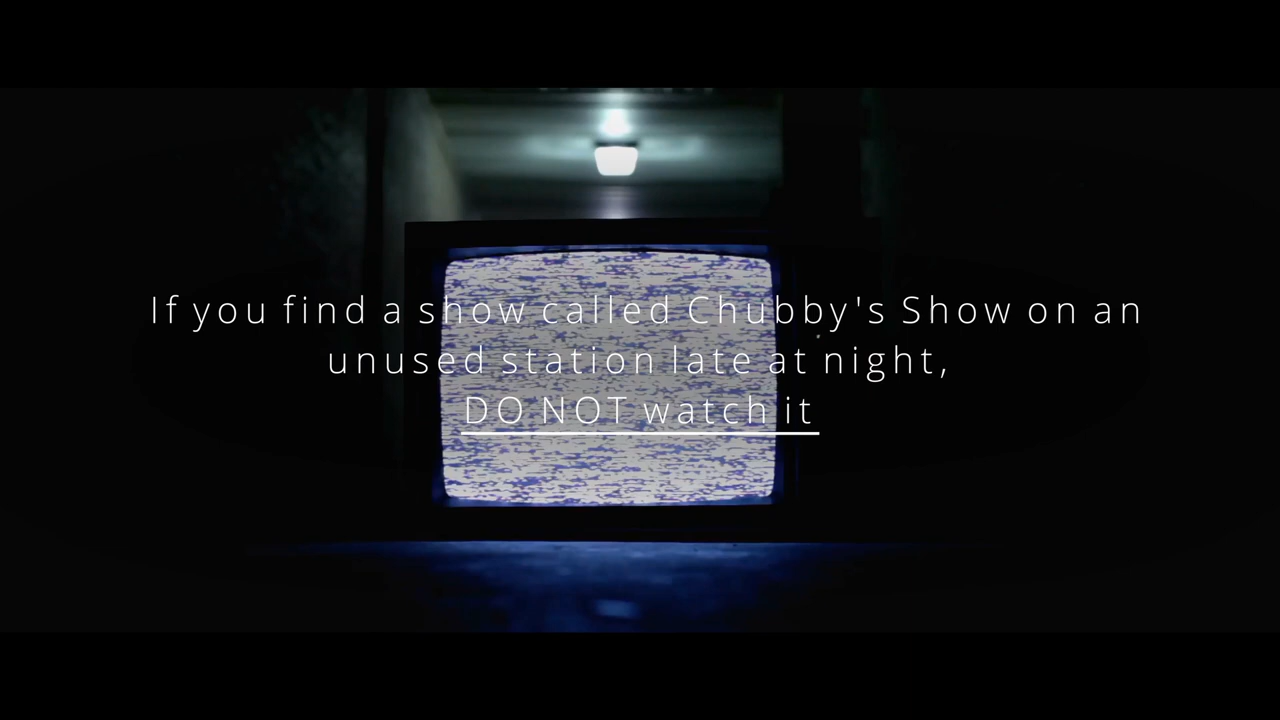 If you find a show called Chubby's Show on an
unused station late at night,
DO NOT watch it